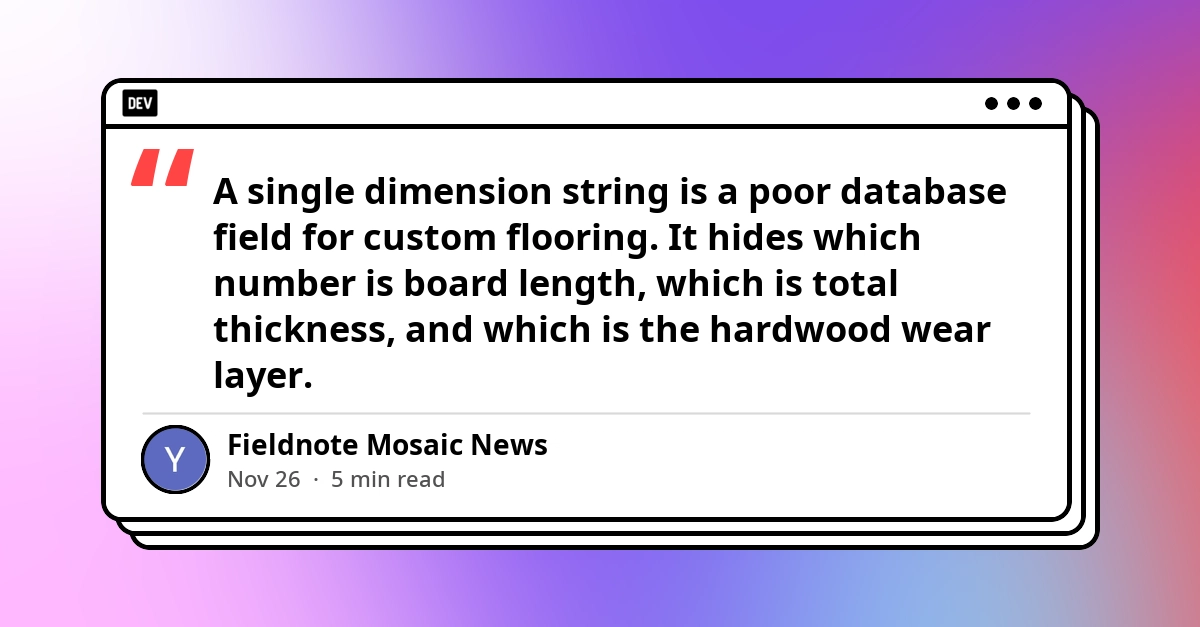 DEV
“
A single dimension string is a poor database
field for custom flooring. It hides which
number is board length, which is total
thickness, and which is the hardwood wear
layer.
Y
Fieldnote Mosaic News
Nov 26 · 5 min read